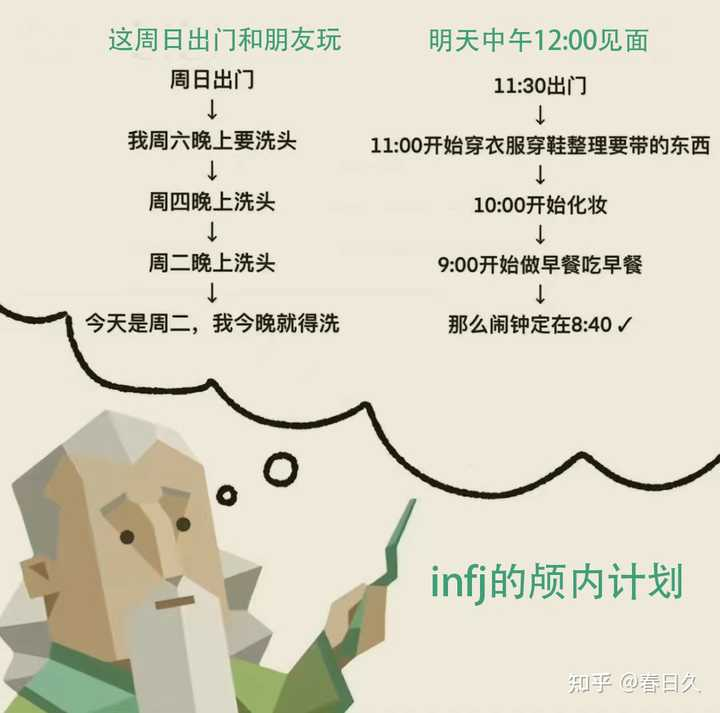 这周日出门和朋友玩
周日出门
↓
我周六晚上要洗头
↓
周四晚上洗头
↓
周二晚上洗头
↓
今天是周二，我今晚就得洗
明天中午12:00见面
11:30出门
↓
11:00开始穿衣服穿鞋整理要带的东西
↓
10:00开始化妆
↓
9:00开始做早餐吃早餐
↓
那么闹钟定在8:40 ✓
infj的颅内计划
知乎 @春日久